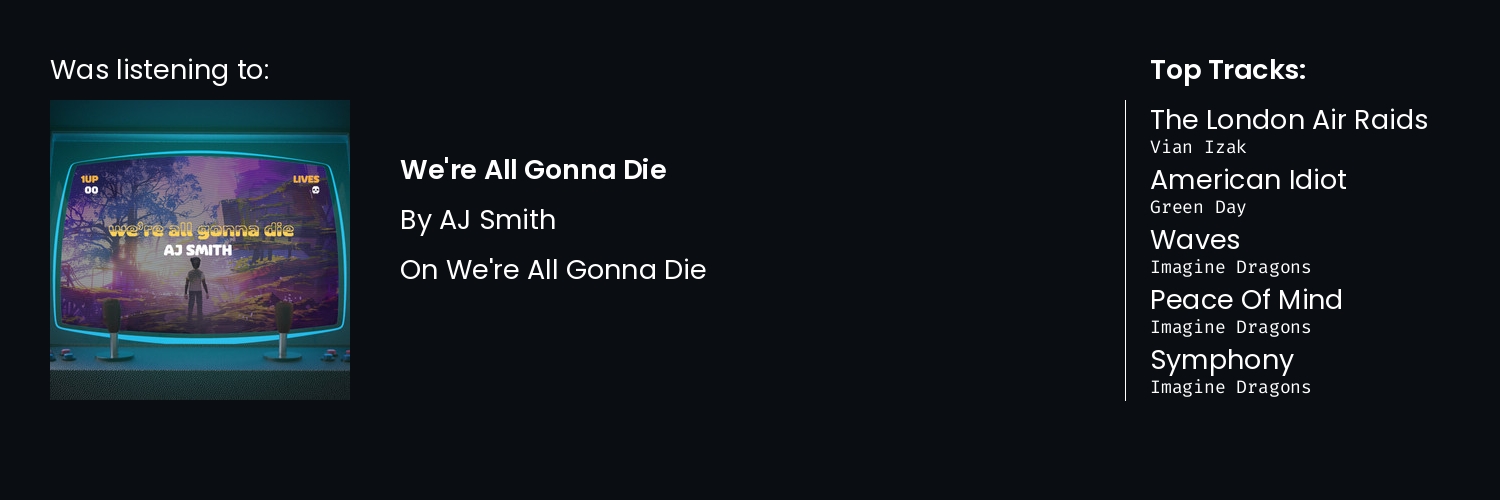 Was listening to:
1UP
00
LIVES
we're all gonna die
AJ SMITH
We're All Gonna Die
By AJ Smith
On We're All Gonna Die
Top Tracks:
The London Air Raids
Vian Izak
American Idiot
Green Day
Waves
Imagine Dragons
Peace Of Mind
Imagine Dragons
Symphony
Imagine Dragons